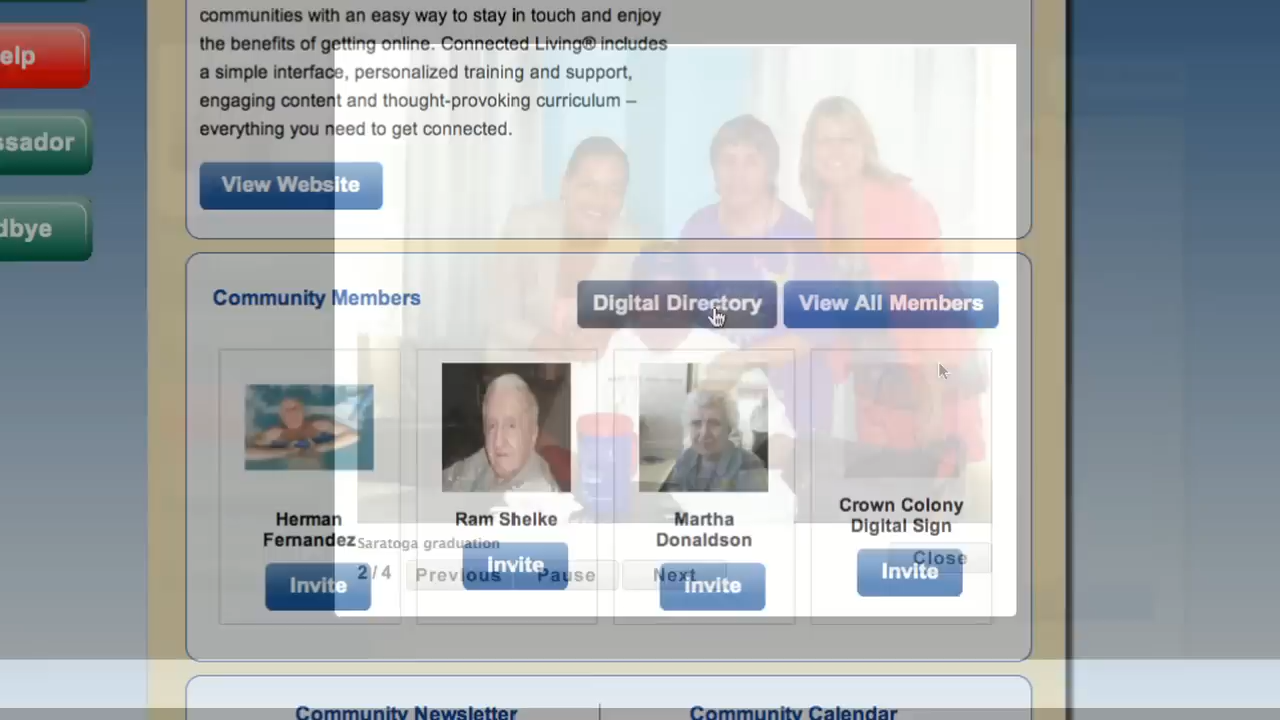 communities with an easy way to stay in touch and enjoy
the benefits of getting online. Connected Living® includes
a simple interface, personalized training and support,
engaging content and thought-provoking curriculum –
everything you need to get connected.
elp
ssador
dbye
View Website
Community Members
Digital Directory
View All Members
Herman
Fernandez
Ram Shelke
Martha
Donaldson
Crown Colony
Digital Sign
Invite
Invite
Invite
Invite
Saratoga graduation
2 / 4
Previous
Pause
Next
Close
Community Newsletter
Community Calendar